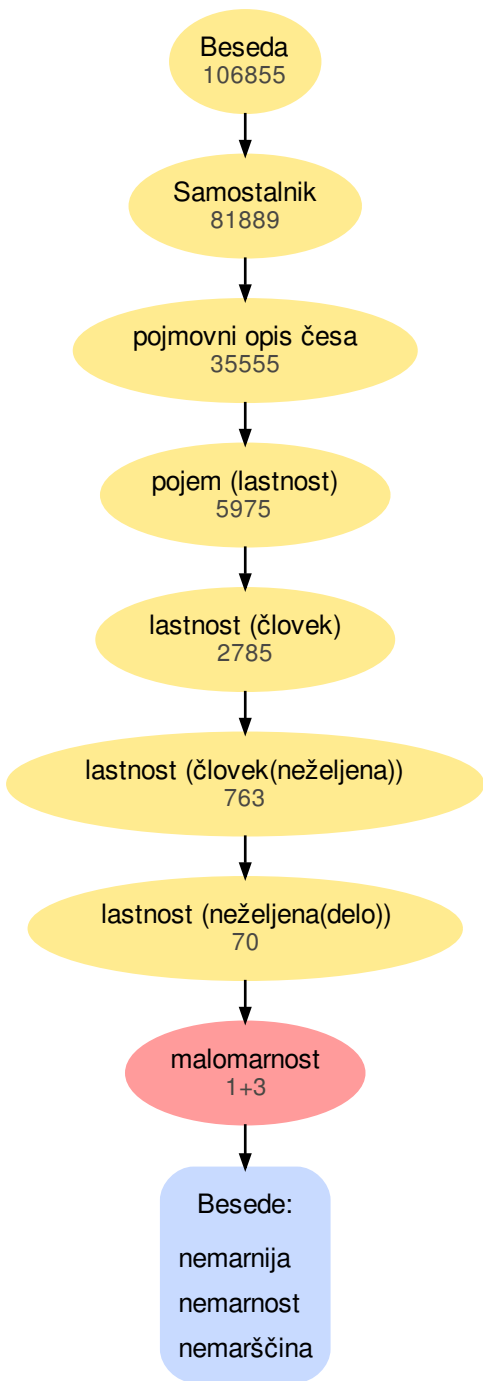 Beseda
106855
Samostalnik
81889
pojmovni opis česa
35555
pojem (lastnost)
5975
lastnost (človek)
2785
lastnost (človek(neželjena))
763
lastnost (neželjena(delo))
70
malomarnost
1+3
Besede:
nemarnija
nemarnost
nemarščina